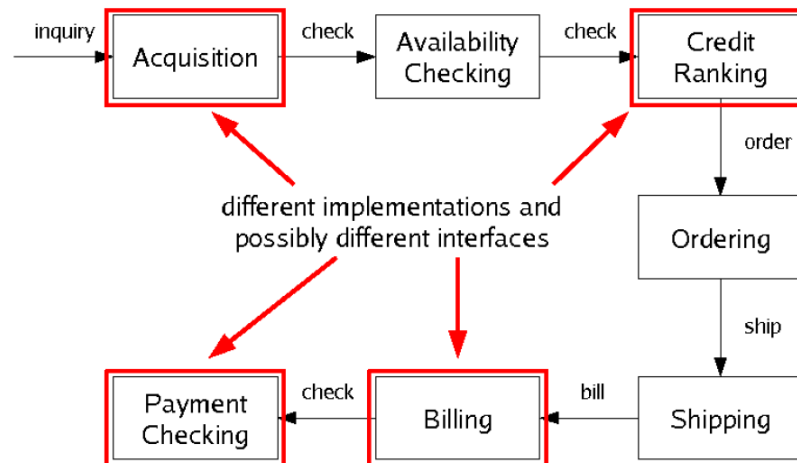 inquiry
Acquisition
check
Availability
Checking
check
Credit
Ranking
order
different implementations and
possibly different interfaces
Ordering
ship
Payment
Checking
check
Billing
bill
Shipping